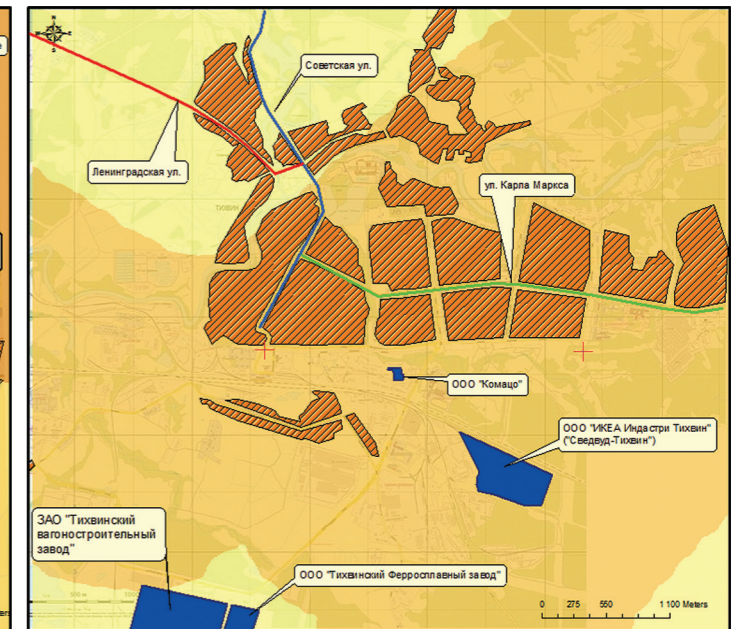 Советская ул.
Ленинградская ул.
ТИХВИН
ул. Карла Маркса
ООО "Комацо"
ООО "ИКЕА Индастри Тихвин"
("Сведвуд-Тихвин")
ЗАО "Тихвинский
вагоностроительный
завод"
ООО "Тихвинский Ферросплавный завод"
0 275 550 1 100 Meters